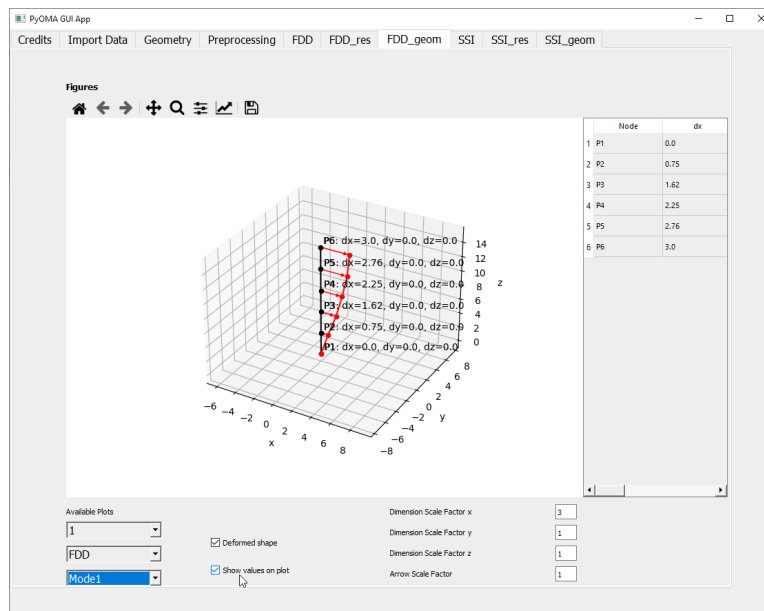 PyOMA GUI App
Credits Import Data Geometry Preprocessing FDD FDD_res FDD_geom SSI SSI_res SSI_geom
Figures
Node dx
1 P1 0.0
2 P2 0.75
3 P3 1.62
4 P4 2.25
5 P5 2.76
6 P6 3.0
P6: dx=3.0, dy=0.0, dz=0.0
P5: dx=2.76, dy=0.0, dz=0.0
P4: dx=2.25, dy=0.0, dz=0.0
P3: dx=1.62, dy=0.0, dz=0.0
P2: dx=0.75, dy=0.0, dz=0.0
P1: dx=0.0, dy=0.0, dz=0.0
14
12
10
8
6
4
2
0
z
−6 −4 −2 0 2 4 6 8
x
−8 −6 −4 −2 0 2 4 6 8
y
Available Plots
1
FDD
Mode1
Deformed shape
Show values on plot
Dimension Scale Factor x 3
Dimension Scale Factor y 1
Dimension Scale Factor z 1
Arrow Scale Factor 1